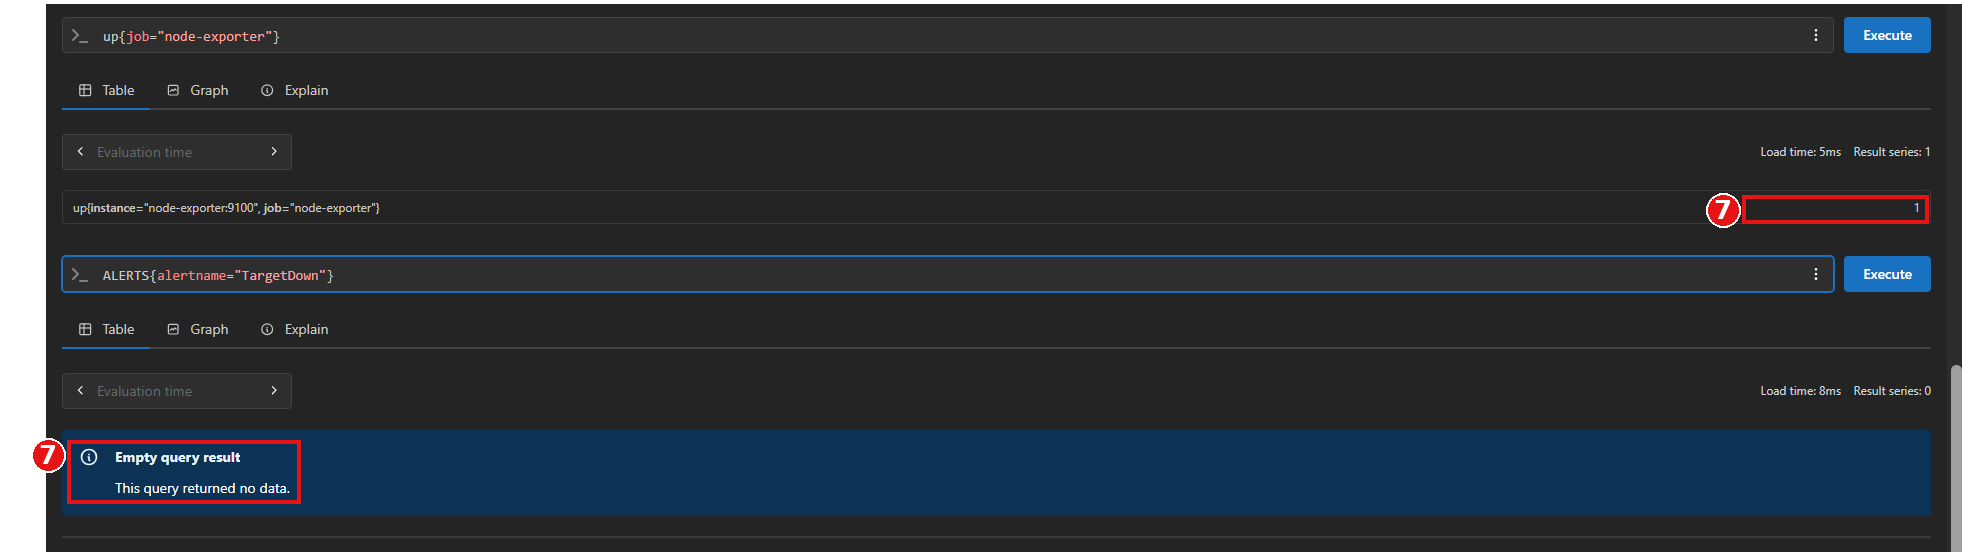 up{job="node-exporter"}
Execute
Table Graph Explain
Evaluation time
Load time: 5ms Result series: 1
up{instance="node-exporter:9100", job="node-exporter"}
7 1
ALERTS{alertname="TargetDown"}
Execute
Table Graph Explain
Evaluation time
Load time: 8ms Result series: 0
7
Empty query result
This query returned no data.